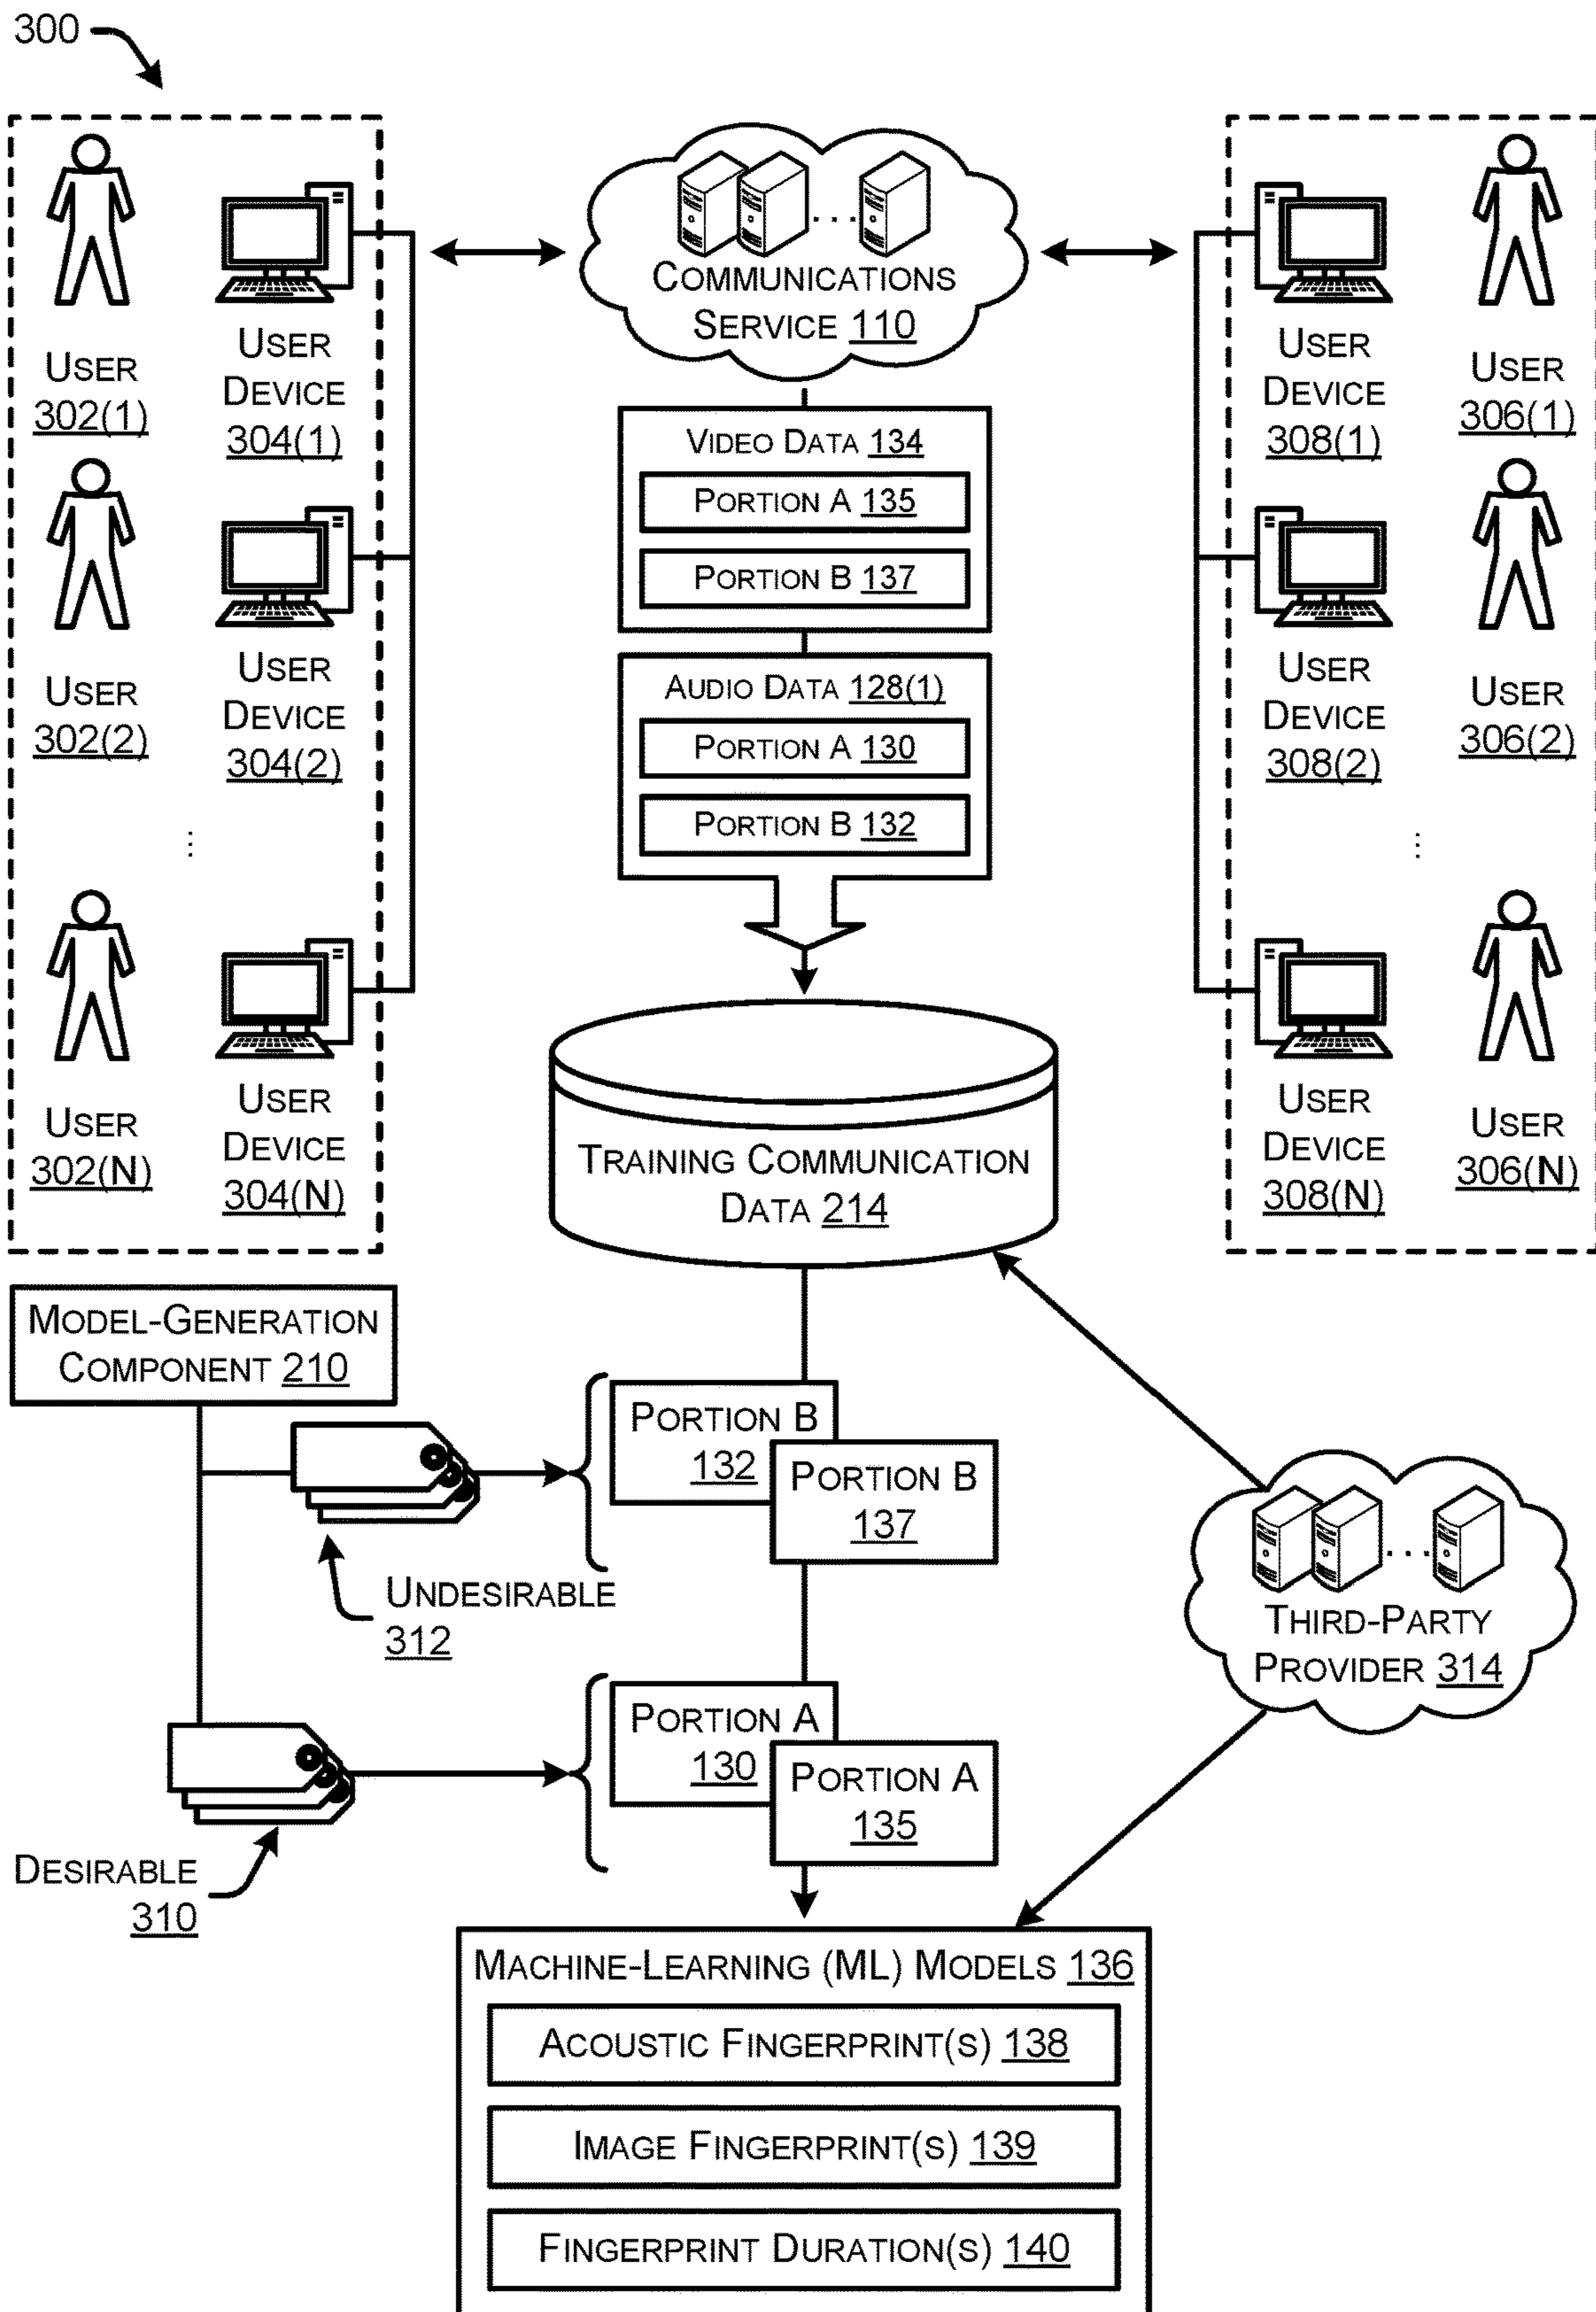 300
COMMUNICATIONS
SERVICE 110
USER
302(1)
USER
DEVICE
304(1)
USER
302(2)
USER
DEVICE
304(2)
...
USER
302(N)
USER
DEVICE
304(N)
VIDEO DATA 134
PORTION A 135
PORTION B 137
AUDIO DATA 128(1)
PORTION A 130
PORTION B 132
USER
DEVICE
308(1)
USER
306(1)
USER
DEVICE
308(2)
USER
306(2)
...
USER
DEVICE
308(N)
USER
306(N)
TRAINING COMMUNICATION
DATA 214
MODEL-GENERATION
COMPONENT 210
PORTION B
132
PORTION B
137
UNDESIRABLE
312
PORTION A
130
PORTION A
135
DESIRABLE
310
THIRD-PARTY
PROVIDER 314
MACHINE-LEARNING (ML) MODELS 136
ACOUSTIC FINGERPRINT(S) 138
IMAGE FINGERPRINT(S) 139
FINGERPRINT DURATION(S) 140